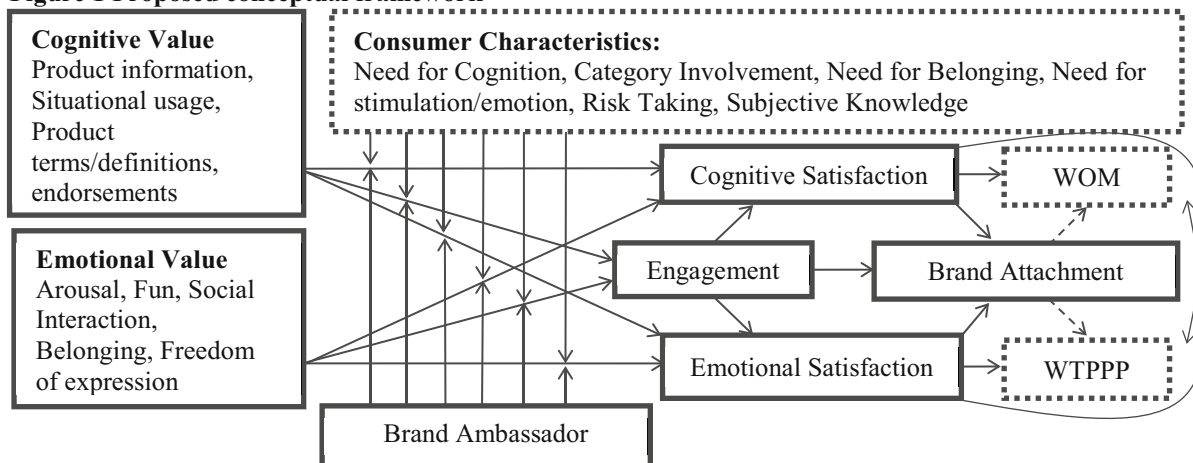 Figure 1 Proposed conceptual framework
Cognitive Value
Product information,
Situational usage,
Product
terms/definitions,
endorsements
Consumer Characteristics:
Need for Cognition, Category Involvement, Need for Belonging, Need for
stimulation/emotion, Risk Taking, Subjective Knowledge
Cognitive Satisfaction
WOM
Emotional Value
Arousal, Fun, Social
Interaction,
Belonging, Freedom
of expression
Engagement
Brand Attachment
Emotional Satisfaction
WTPPP
Brand Ambassador